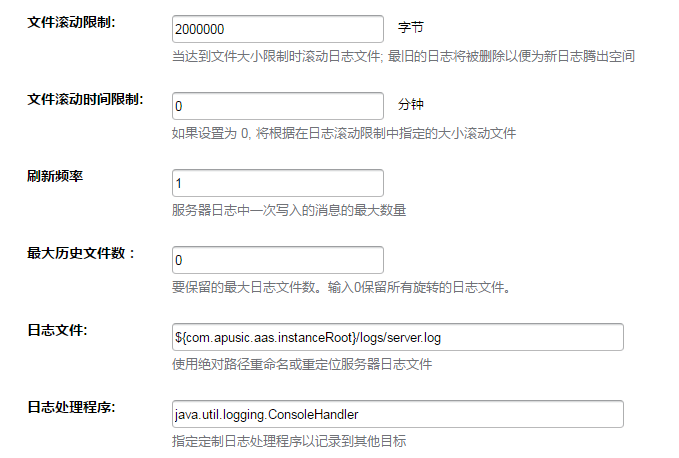 文件滚动限制: 2000000 字节
当达到文件大小限制时滚动日志文件; 最旧的日志将被删除以便为新日志腾出空间
文件滚动时间限制: 0 分钟
如果设置为 0, 将根据在日志滚动限制中指定的大小滚动文件
刷新频率 1
服务器日志中一次写入的消息的最大数量
最大历史文件数： 0
要保留的最大日志文件数。输入0保留所有旋转的日志文件。
日志文件: ${com.apusic.aas.instanceRoot}/logs/server.log
使用绝对路径重命名或重定位服务器日志文件
日志处理程序: java.util.logging.ConsoleHandler
指定定制日志处理程序以记录到其他目标